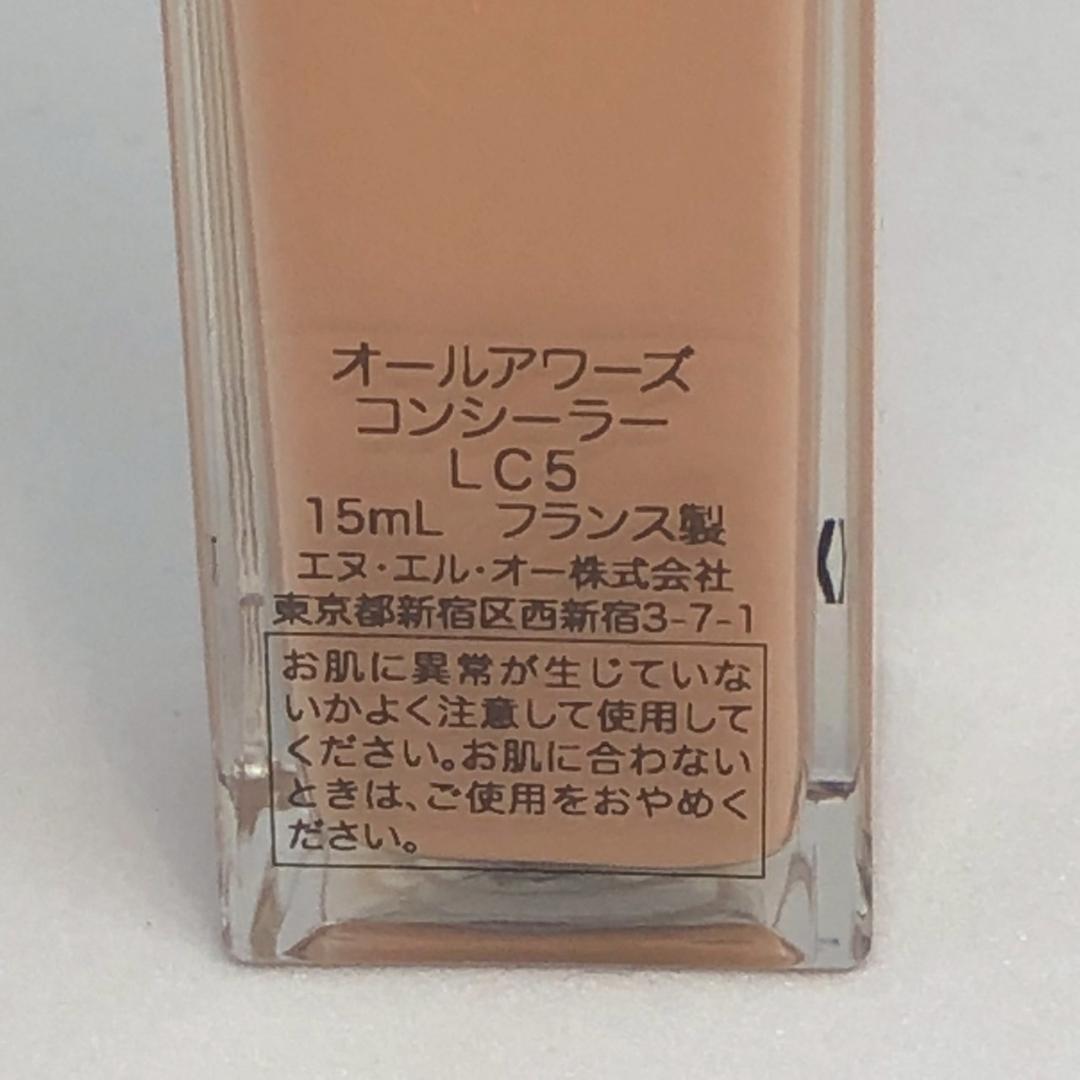 オールアワーズ
コンシーラー
LC5
15mL フランス製
エヌ・エル・オー株式会社
東京都新宿区西新宿3-7-1
お肌に異常が生じていな
いかよく注意して使用して
ください。お肌に合わない
ときは、ご使用をおやめく
ださい。